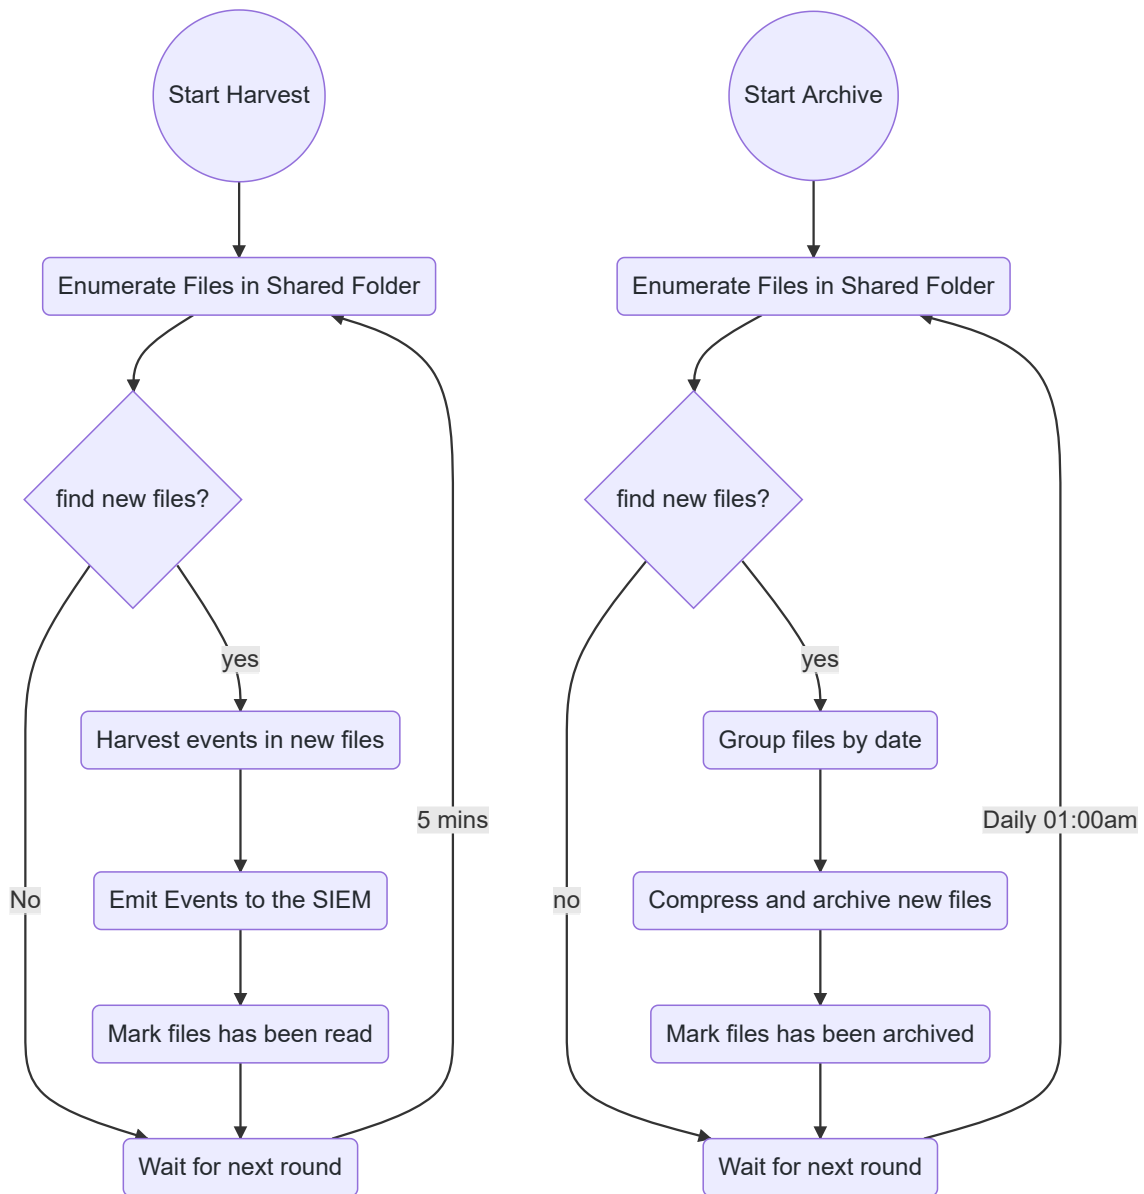 Start Harvest
Enumerate Files in Shared Folder
find new files?
yes
Harvest events in new files
5 mins
No
Emit Events to the SIEM
Mark files has been read
Wait for next round
Start Archive
Enumerate Files in Shared Folder
find new files?
yes
Group files by date
Daily 01:00am
no
Compress and archive new files
Mark files has been archived
Wait for next round